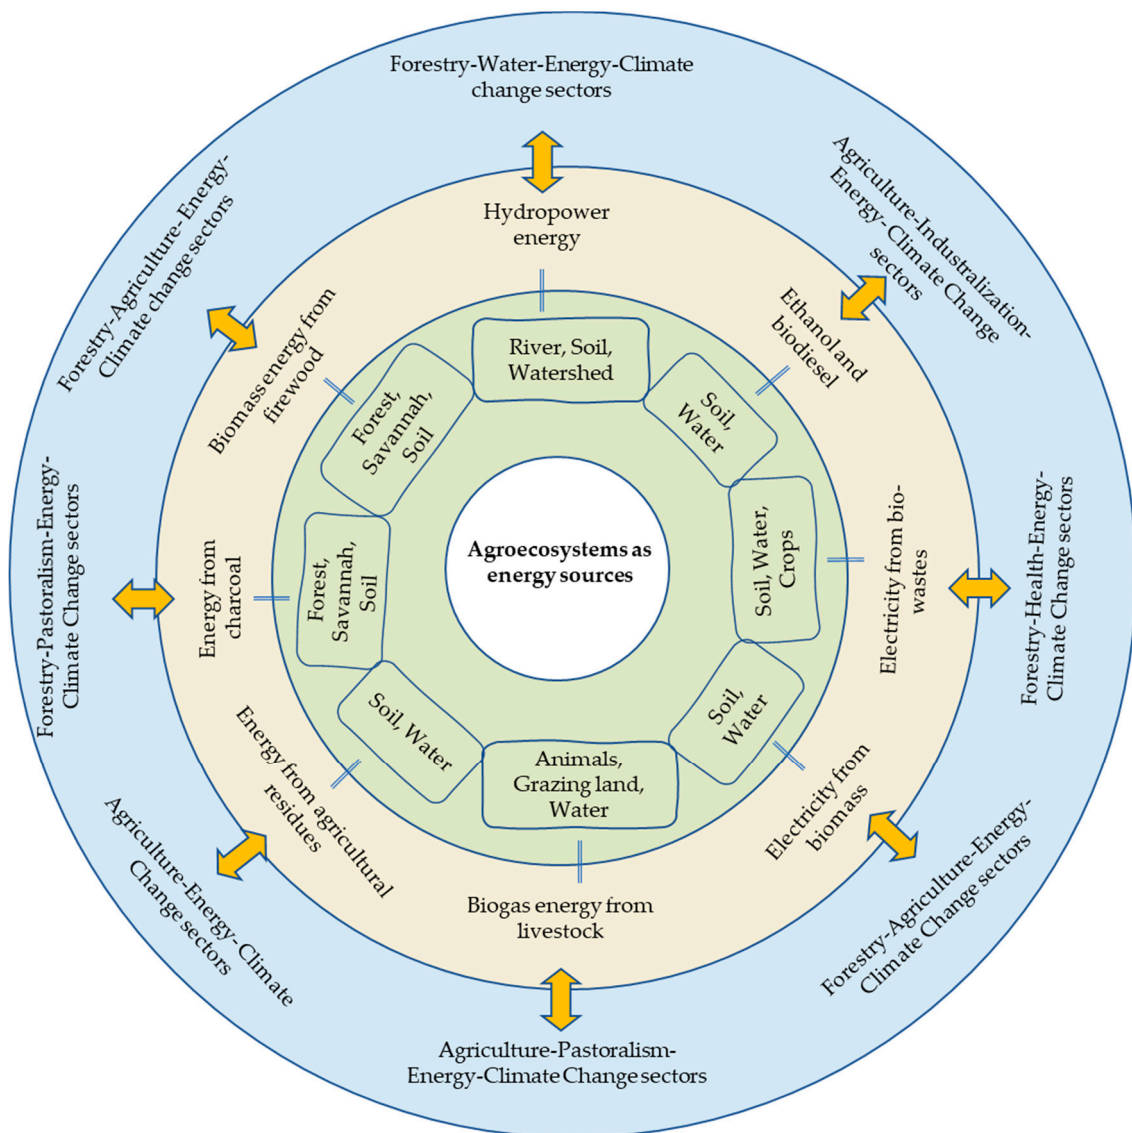 Forestry-Water-Energy-Climate
change sectors
Agriculture-Industralization-
Energy- Climate Change
sectors
Forestry-Health-Energy-
Climate Change sectors
Forestry-Agriculture-Energy-
Climate Change sectors
Agriculture-Pastoralism-
Energy-Climate Change sectors
Agriculture-Energy- Climate
Change sectors
Forestry-Pastoralism-Energy-
Climate Change sectors
Forestry-Agriculture- Energy-
Climate change sectors
Hydropower
energy
Ethanol and
biodiesel
Electricity from bio-
wastes
Electricity from
biomass
Biogas energy from
livestock
Energy from agricultural
residues
Energy from
charcoal
Biomass energy from
firewood
River, Soil,
Watershed
Soil,
Water
Soil, Water,
Crops
Soil,
Water
Animals,
Grazing land,
Water
Soil, Water
Forest,
Savannah,
Soil
Forest,
Savannah,
Soil
Agroecosystems as
energy sources